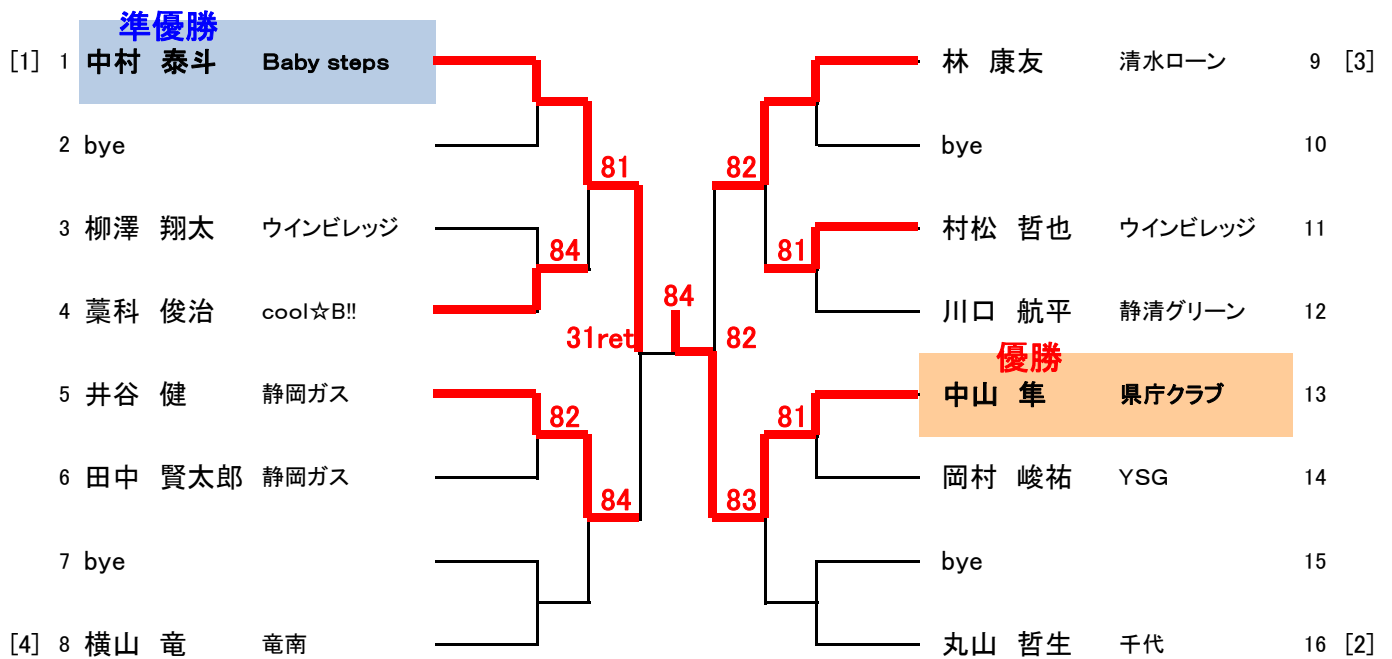 準優勝
[1] 1 中村 泰斗 Baby steps
2 bye
81
3 柳澤 翔太 ウインビレッジ
84
4 藁科 俊治 cool☆B!!
31ret
5 井谷 健 静岡ガス
82
6 田中 賢太郎 静岡ガス
84
7 bye
[4] 8 横山 竜 竜南
84
林 康友 清水ローン 9 [3]
bye 10
82
村松 哲也 ウインビレッジ 11
81
川口 航平 静清グリーン 12
82
優勝
中山 隼 県庁クラブ 13
81
岡村 峻祐 YSG 14
83
bye 15
丸山 哲生 千代 16 [2]